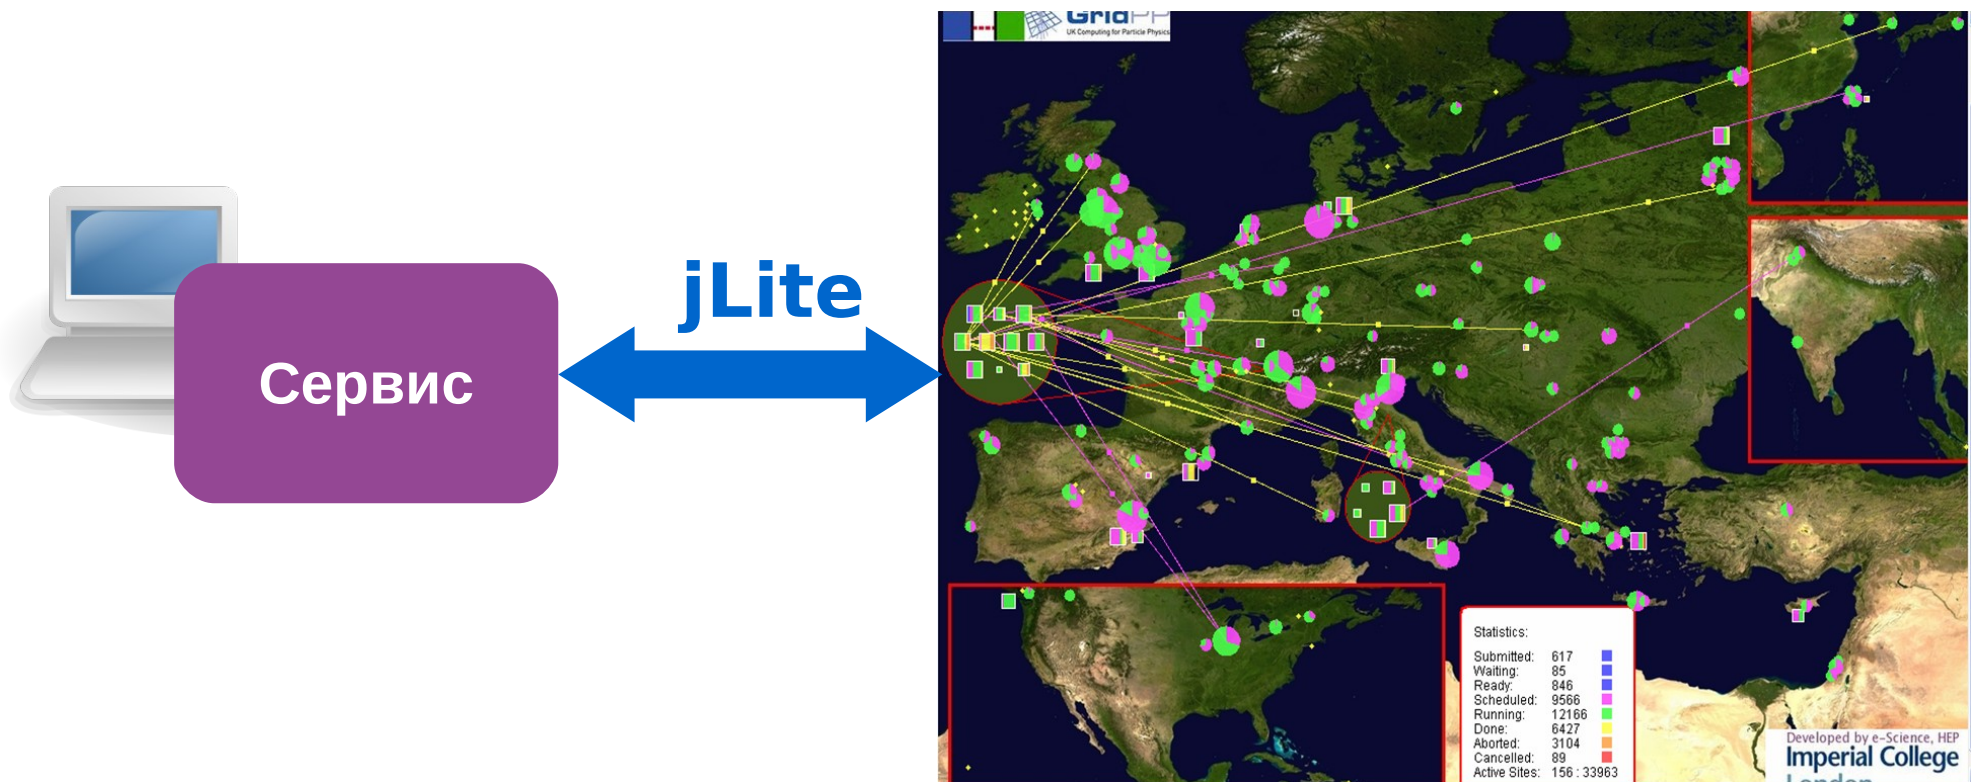 GridPP
UK Computing for Particle Physics
jLite
Сервис
Statistics:
Submitted: 617
Waiting: 85
Ready: 846
Scheduled: 9566
Running: 12166
Done: 6427
Aborted: 3104
Cancelled: 89
Active Sites: 156 : 33963
Developed by e-Science, HEP
Imperial College
London